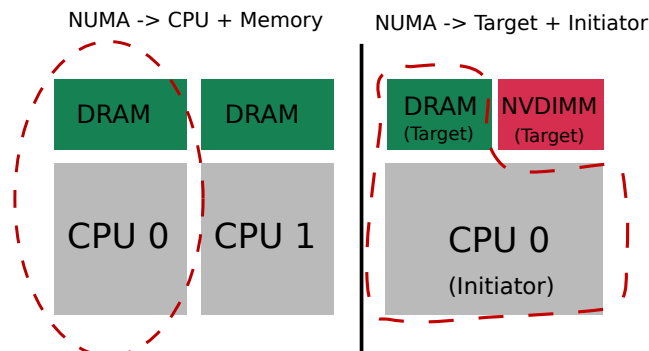 NUMA -> CPU + Memory
DRAM
DRAM
CPU 0
CPU 1
NUMA -> Target + Initiator
DRAM
(Target)
NVDIMM
(Target)
CPU 0
(Initiator)